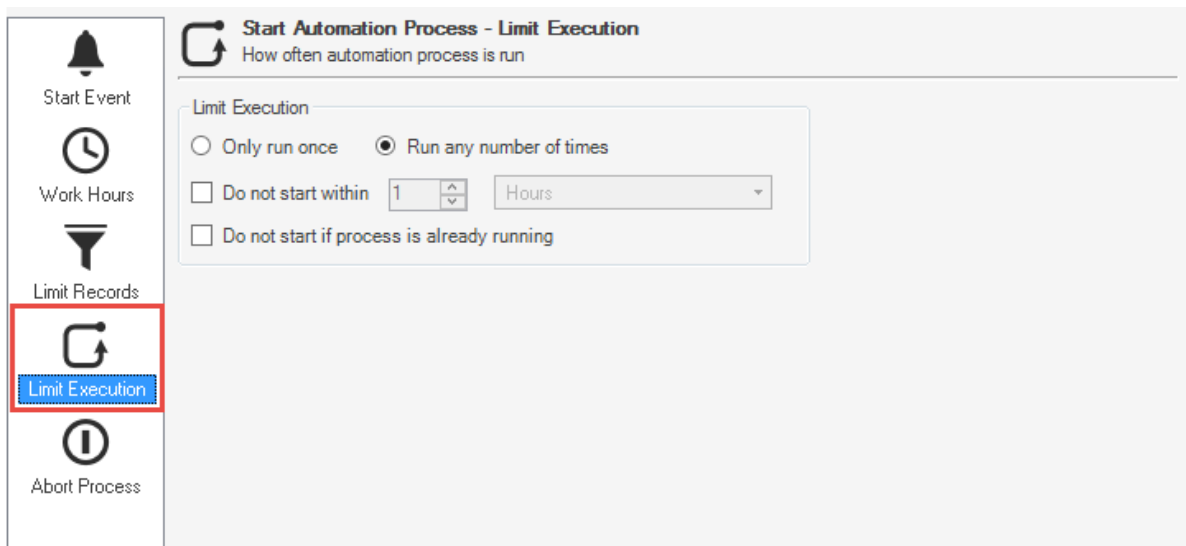 Start Event
Work Hours
Limit Records
Limit Execution
Abort Process
Start Automation Process - Limit Execution
How often automation process is run
Limit Execution
Only run once Run any number of times
Do not start within 1 Hours
Do not start if process is already running